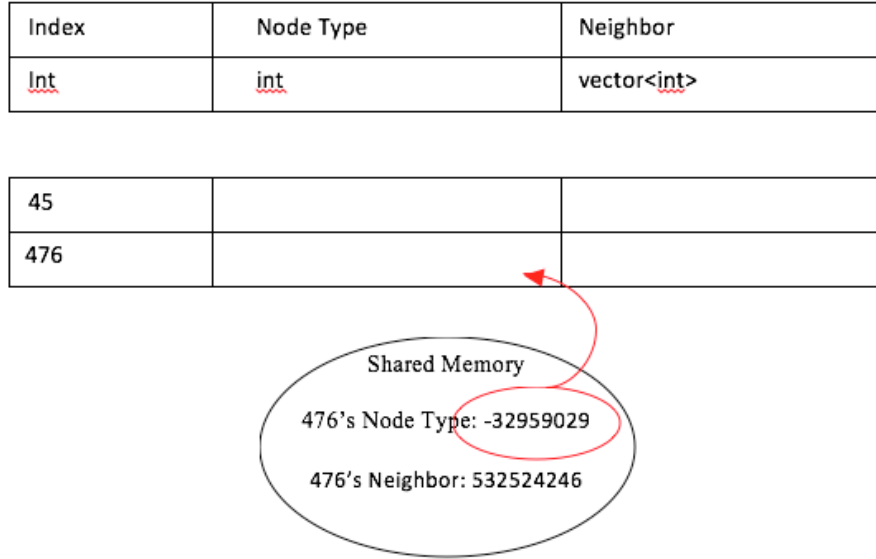 Index Node Type Neighbor
Int int vector<int>
45
476
Shared Memory
476's Node Type: -32959029
476's Neighbor: 532524246